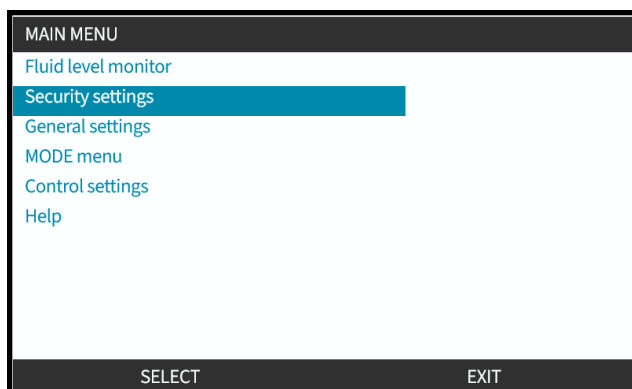 MAIN MENU
Fluid level monitor
Security settings
General settings
MODE menu
Control settings
Help
SELECT EXIT